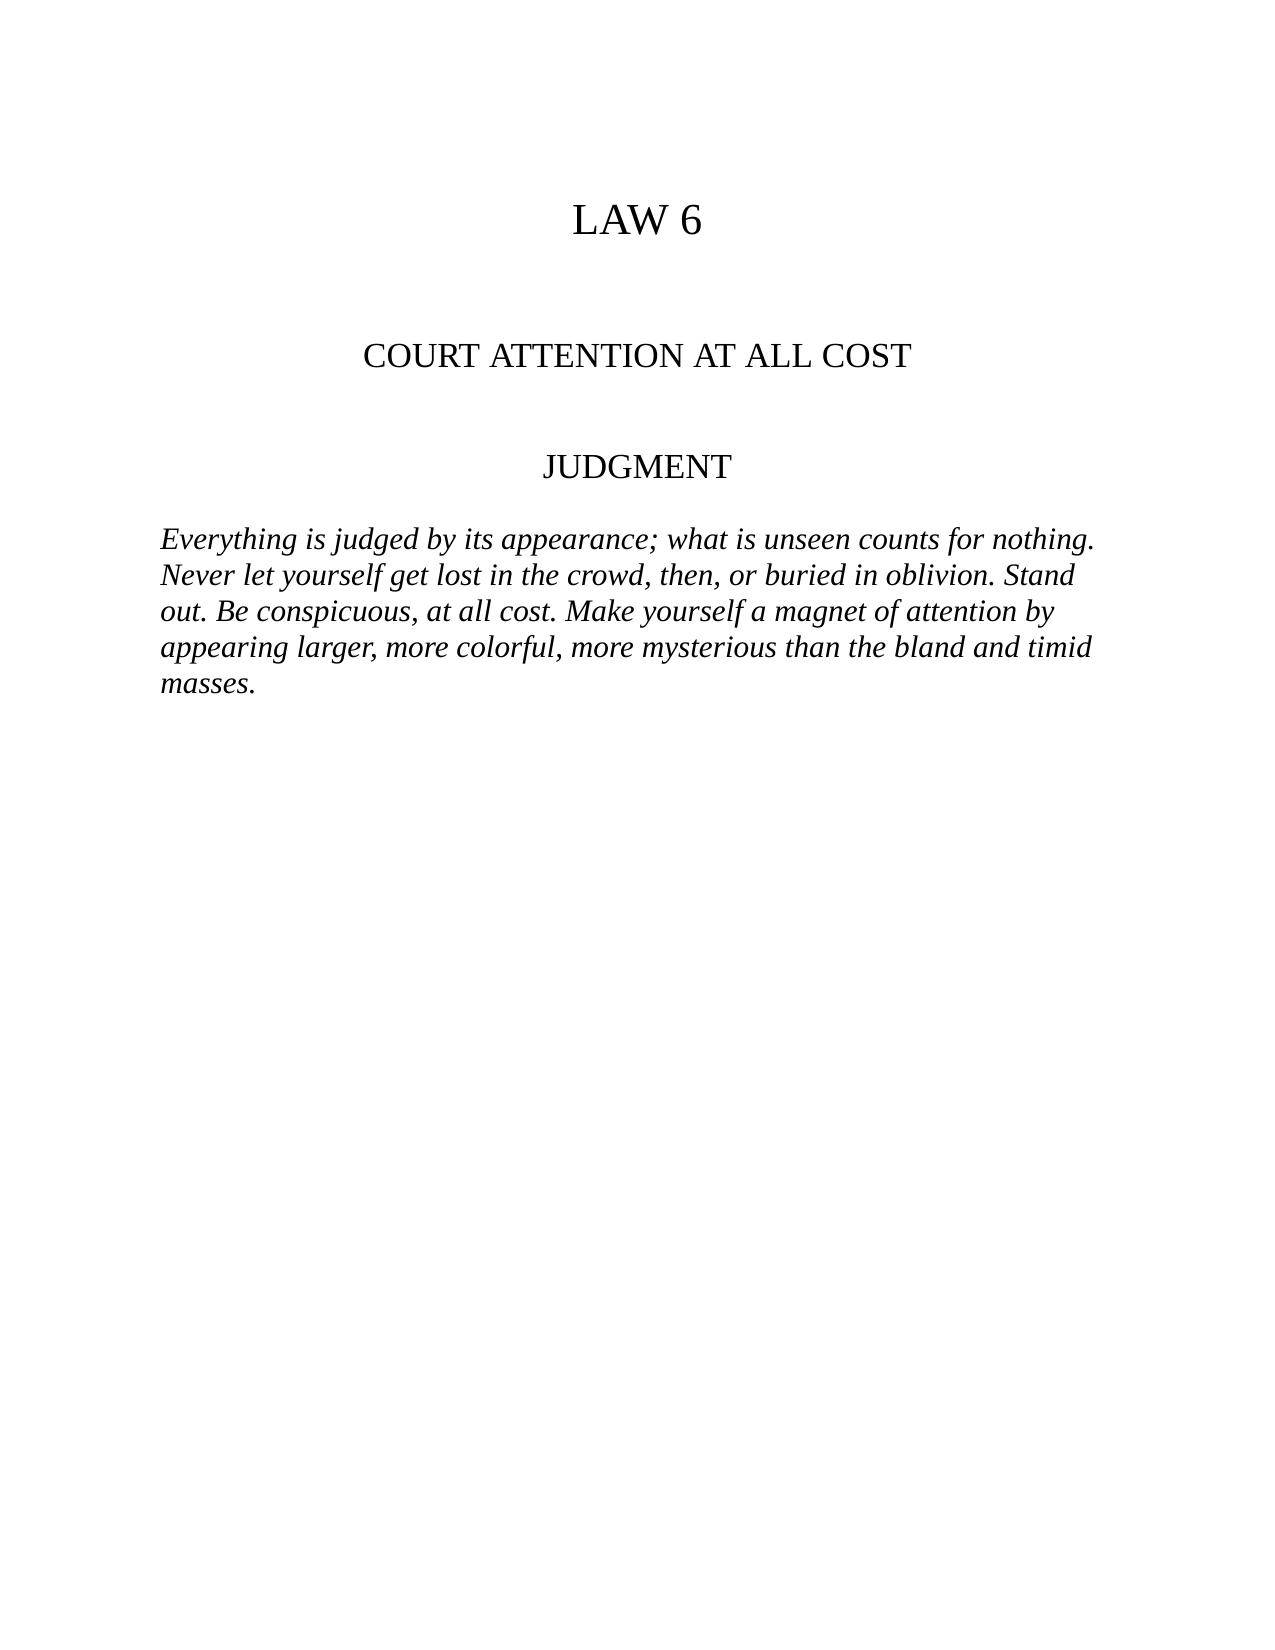 LAW 6
COURT ATTENTION AT ALL COST
JUDGMENT
Everything is judged by its appearance; what is unseen counts for nothing.
Never let yourself get lost in the crowd, then, or buried in oblivion. Stand
out. Be conspicuous, at all cost. Make yourself a magnet of attention by
appearing larger, more colorful, more mysterious than the bland and timid
masses.